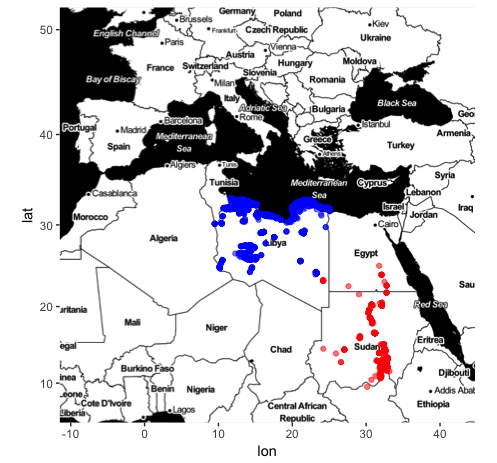 Germany
Poland
Brussels
English Channel
Frankfurt
Czech Republic
Kiev
Ukraine
Paris
Vienna
Austria
France
Switzerland
Hungary
Moldova
Slovenia
Bay of Biscay
Milan
Romania
Italy
Adriatic Sea
Black Sea
Bulgaria
Rome
Barcelona
Istanbul
Portugal
Madrid
Mediterranean
Sea
Spain
Greece
Armenia
Turkey
Athens
Algiers
Tunis
Syria
Casablanca
Tunisia
Mediterranean
Sea
Cyprus
Lebanon
Israel
Iraq
Morocco
Jordan
Cairo
Algeria
Libya
Egypt
Sau
uritania
Mali
Niger
Red Sea
Chad
Sudan
Eritrea
egal
Burkino Faso
Djibouti
inea
Benin
Nigeria
Addis Abab
eone
Cote D'Ivoire
Lagos
Central African
Republic
Ethiopia
iberia
50
40
30
20
10
lat
-10
0
10
20
30
40
lon